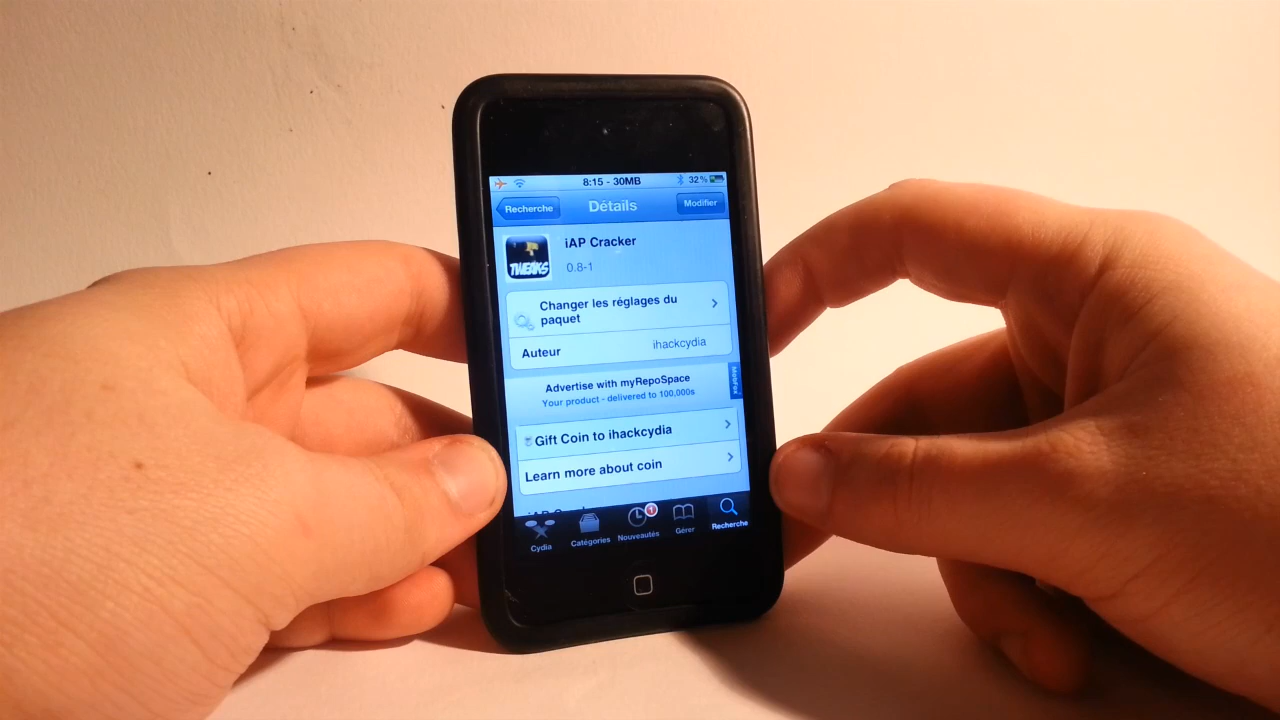 8:15 - 30MB
32%
Recherche
Détails
Modifier
TWEAKS
iAP Cracker
0.8-1
Changer les réglages du
paquet
Auteur
ihackcydia
Advertise with myRepoSpace
Your product - delivered to 100,000s
MobFox
Gift Coin to ihackcydia
Learn more about coin
1
Cydia
Catégories
Nouveautés
Gérer
Recherche